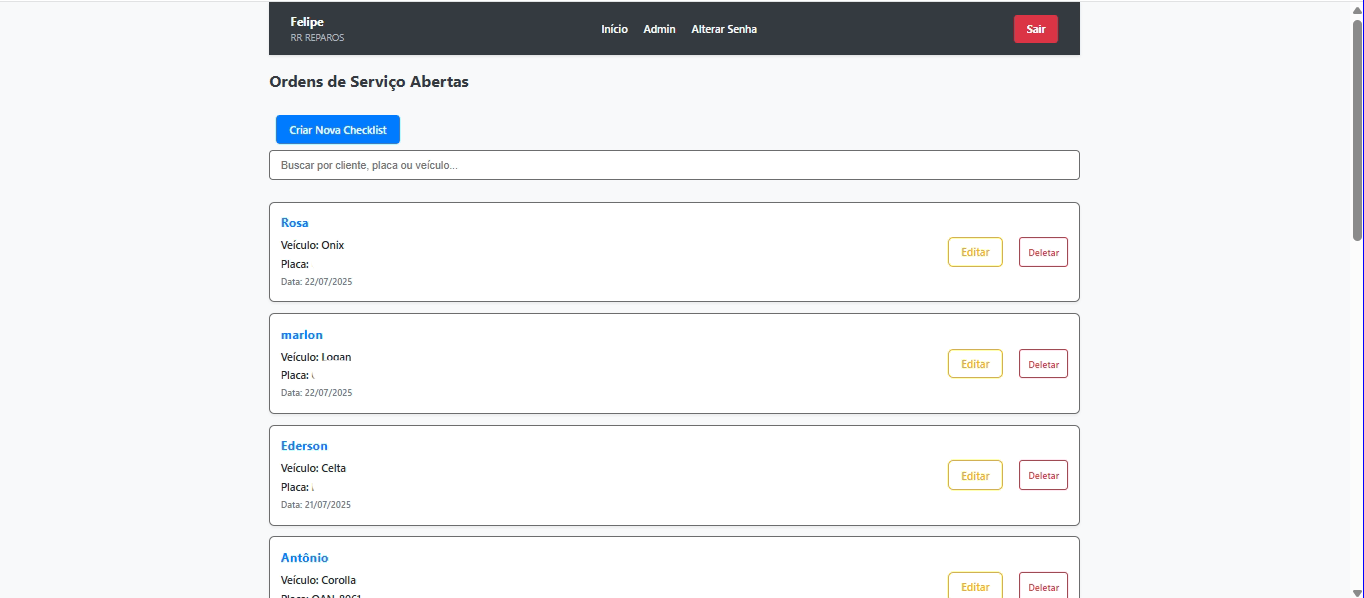 Felipe
RR REPAROS
Início Admin Alterar Senha
Sair
Ordens de Serviço Abertas
Criar Nova Checklist
Buscar por cliente, placa ou veículo...
Rosa
Veículo: Onix
Placa:
Data: 22/07/2025
Editar
Deletar
marlon
Veículo: Logan
Placa:
Data: 22/07/2025
Editar
Deletar
Ederson
Veículo: Celta
Placa:
Data: 21/07/2025
Editar
Deletar
Antônio
Veículo: Corolla
Placa:
Editar
Deletar